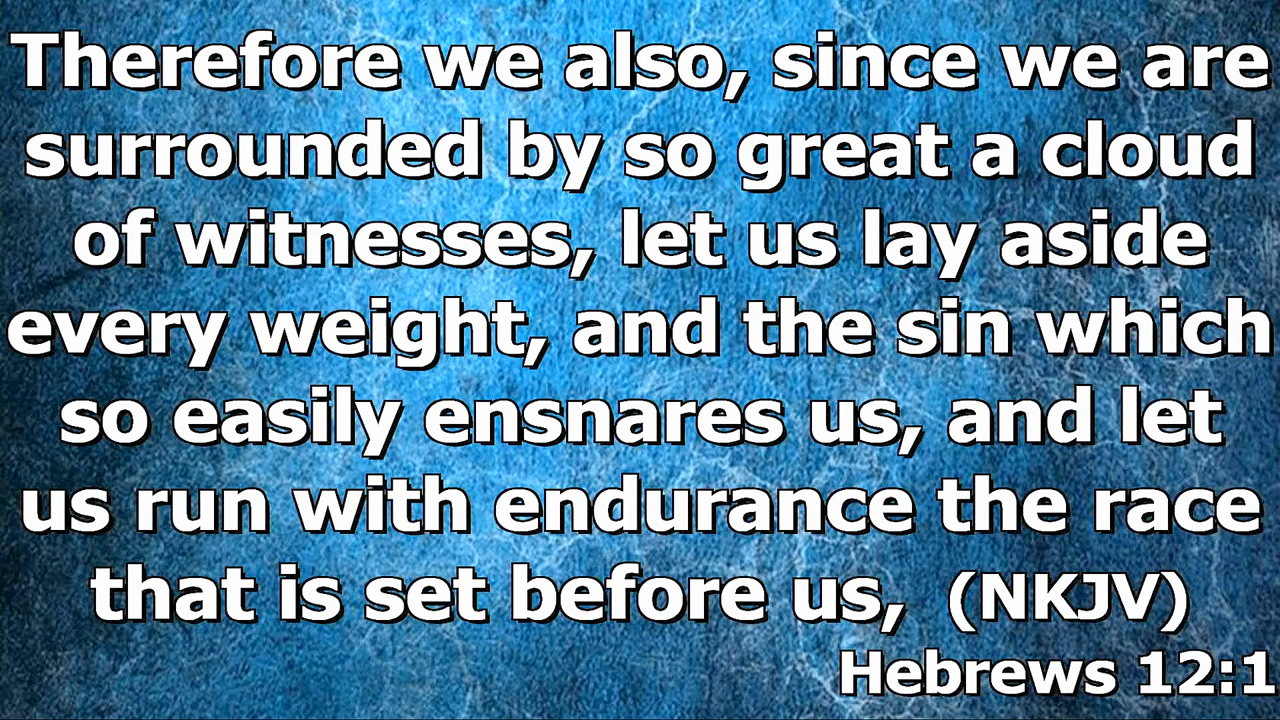 Therefore we also, since we are
surrounded by so great a cloud
of witnesses, let us lay aside
every weight, and the sin which
so easily ensnares us, and let
us run with endurance the race
that is set before us, (NKJV)
Hebrews 12:1